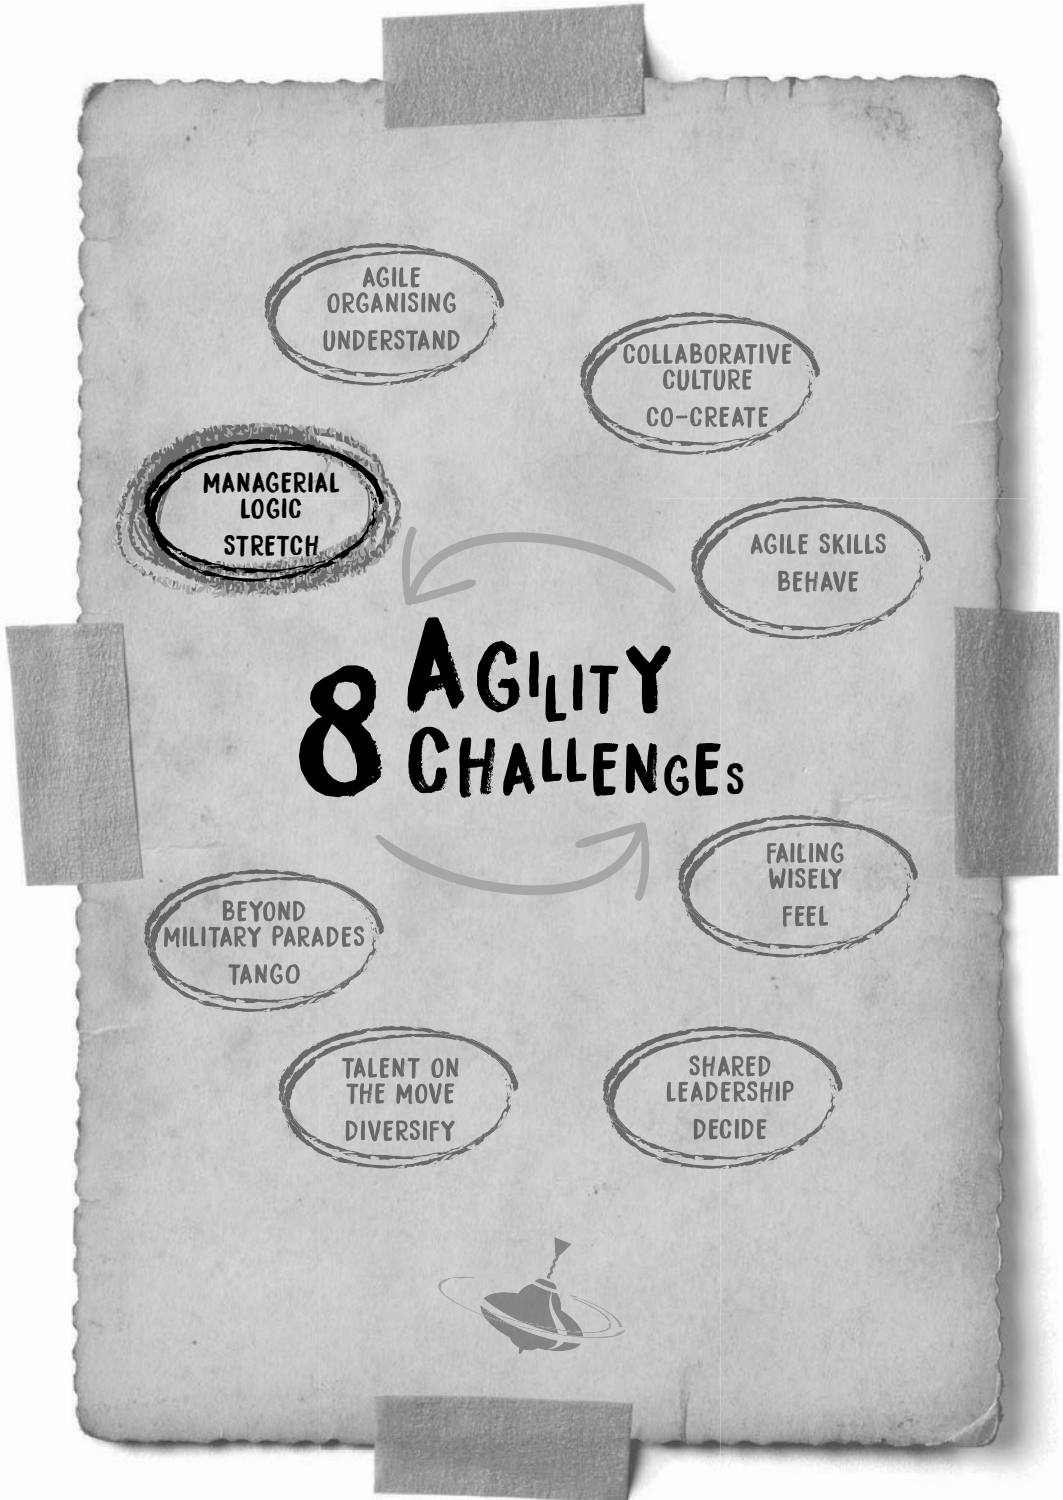 AGILE
ORGANISING
UNDERSTAND
COLLABORATIVE
CULTURE
CO-CREATE
MANAGERIAL
LOGIC
STRETCH
AGILE SKILLS
BEHAVE
8 AGILITY
CHALLENGES
FAILING
WISELY
FEEL
BEYOND
MILITARY PARADES
TANGO
TALENT ON
THE MOVE
DIVERSIFY
SHARED
LEADERSHIP
DECIDE